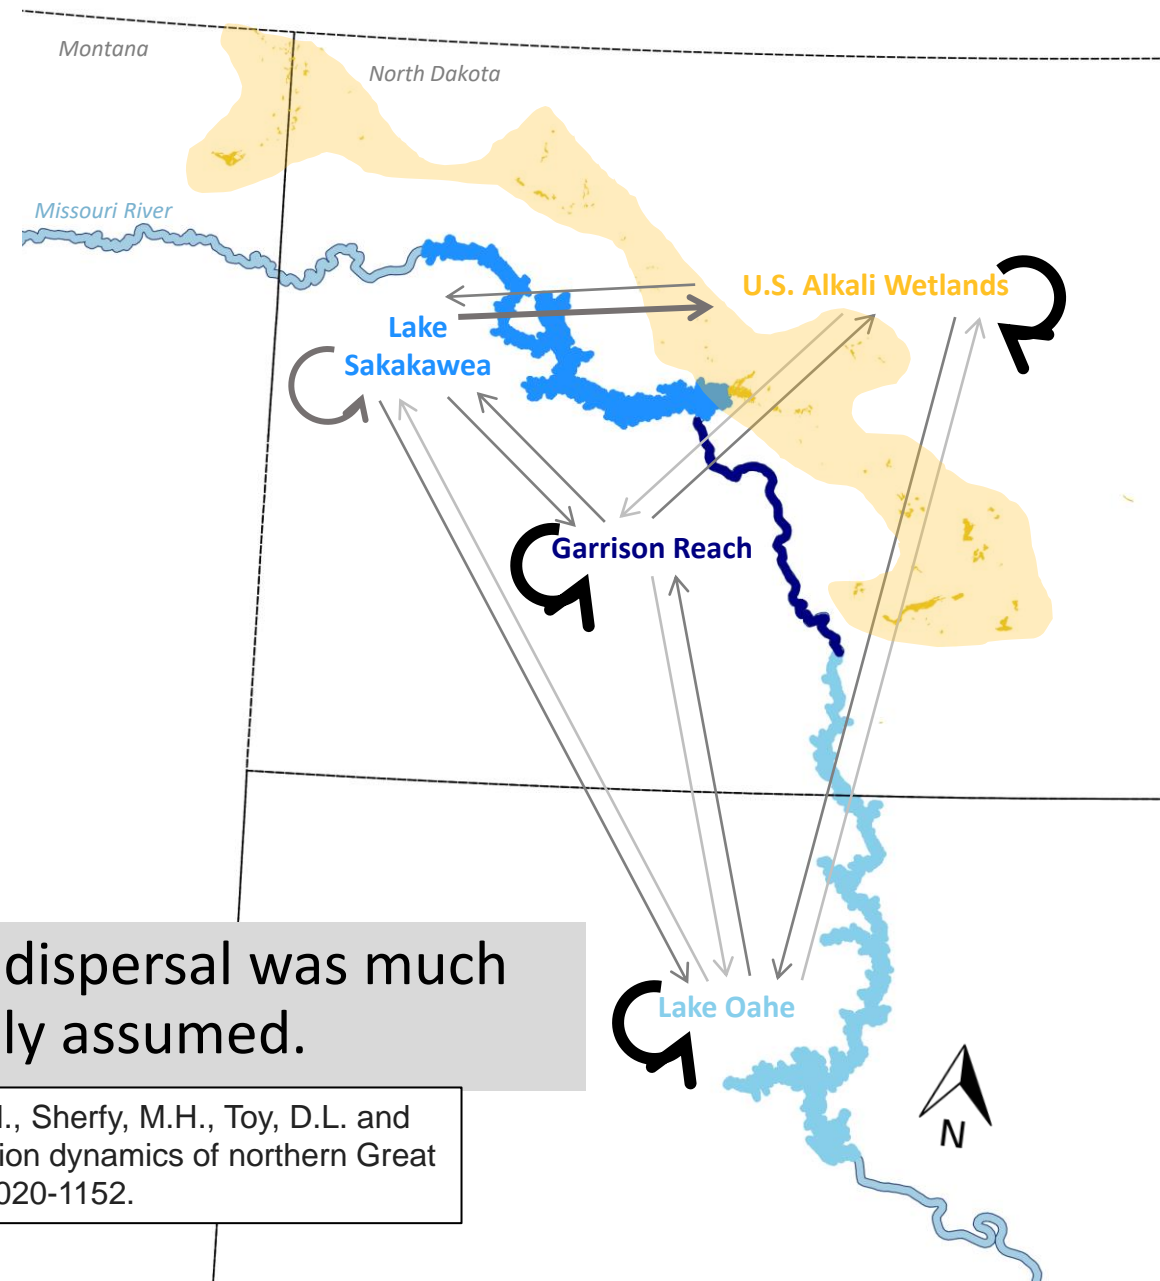 Montana
North Dakota
Missouri River
U.S. Alkali Wetlands
Lake
Sakakawea
Garrison Reach
dispersal was much
ly assumed.
Lake Oahe
., Sherfy, M.H., Toy, D.L. and
ion dynamics of northern Great
020-1152.
N